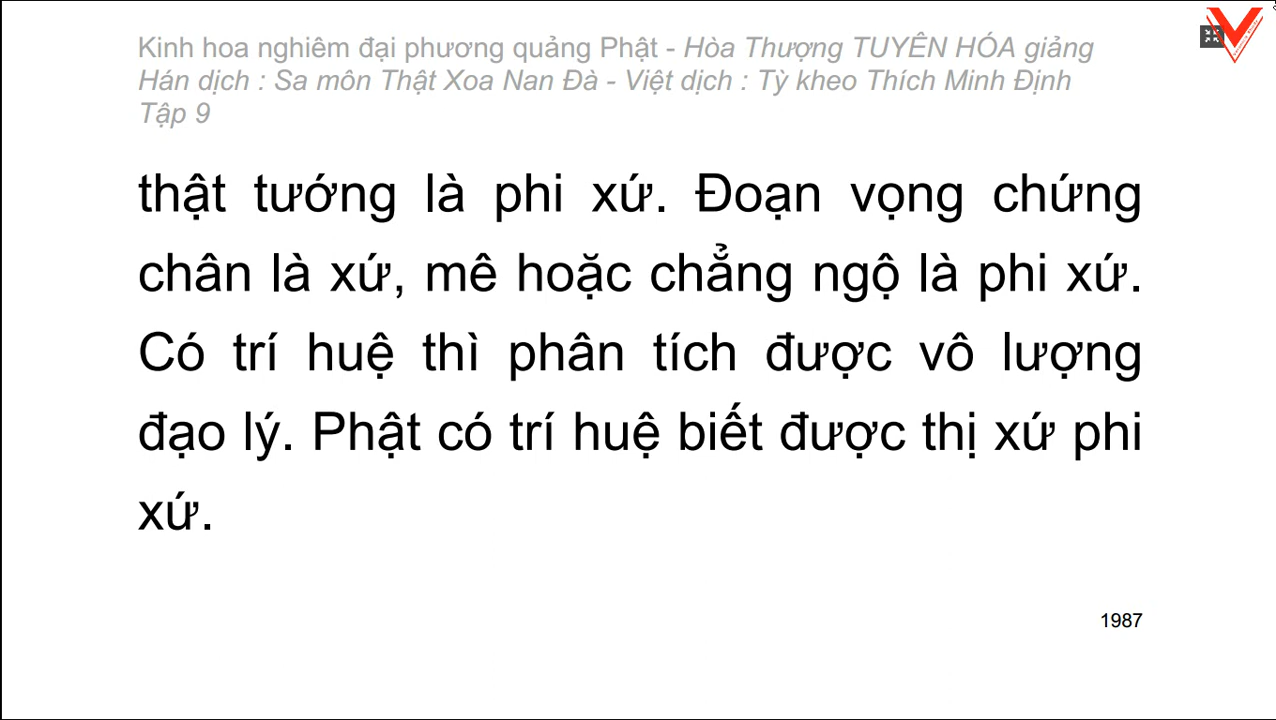 Kinh hoa nghiêm đại phương quảng Phật - Hòa Thượng TUYÊN HÓA giảng
Hán dịch : Sa môn Thật Xoa Nan Đà - Việt dịch : Tỳ kheo Thích Minh Định
Tập 9
thật tướng là phi xứ. Đoạn vọng chứng
chân là xứ, mê hoặc chẳng ngộ là phi xứ.
Có trí huệ thì phân tích được vô lượng
đạo lý. Phật có trí huệ biết được thị xứ phi
xứ.
1987